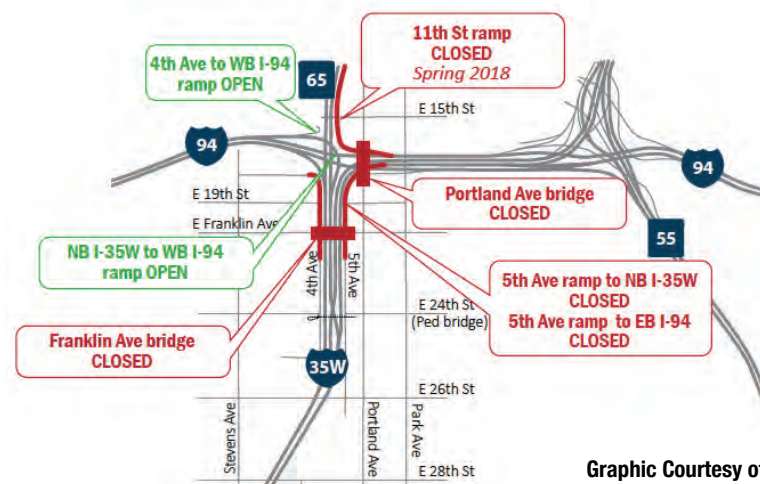 11th St ramp
CLOSED
Spring 2018
4th Ave to WB I-94
ramp OPEN
65
E 15th St
94
94
E 19th St
Portland Ave bridge
CLOSED
E Franklin Ave
55
NB I-35W to WB I-94
ramp OPEN
4th Ave
5th Ave
5th Ave ramp to NB I-35W
CLOSED
5th Ave ramp to EB I-94
CLOSED
E 24th St
(Ped bridge)
Franklin Ave bridge
CLOSED
35W
E 26th St
Stevens Ave
Portland Ave
Park Ave
E 28th St
Graphic Courtesy of